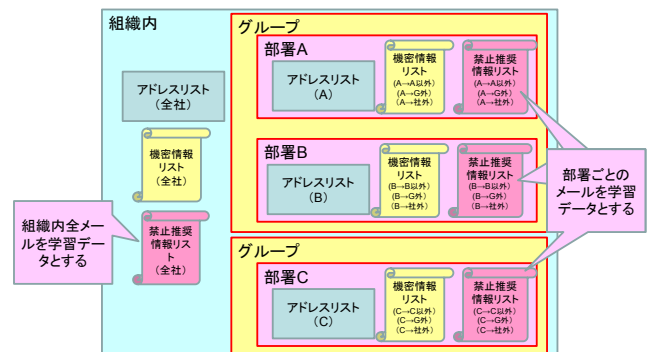 組織内
アドレスリスト
(全社)
機密情報
リスト
(全社)
禁止推奨
情報リス
ト
(全社)
組織内全メー
ルを学習デー
タとする
グループ
部署A
アドレスリスト
(A)
機密情報
リスト
(A→A以外)
(A→G外)
(A→社外)
禁止推奨
情報リスト
(A→A以外)
(A→G外)
(A→社外)
部署B
アドレスリスト
(B)
機密情報
リスト
(B→B以外)
(B→G外)
(B→社外)
禁止推奨
情報リスト
(B→B以外)
(B→G外)
(B→社外)
部署ごとの
メールを学習
データとする
グループ
部署C
アドレスリスト
(C)
機密情報
リスト
(C→C以外)
(C→G外)
(C→社外)
禁止推奨
情報リスト
(C→C以外)
(C→G外)
(C→社外)